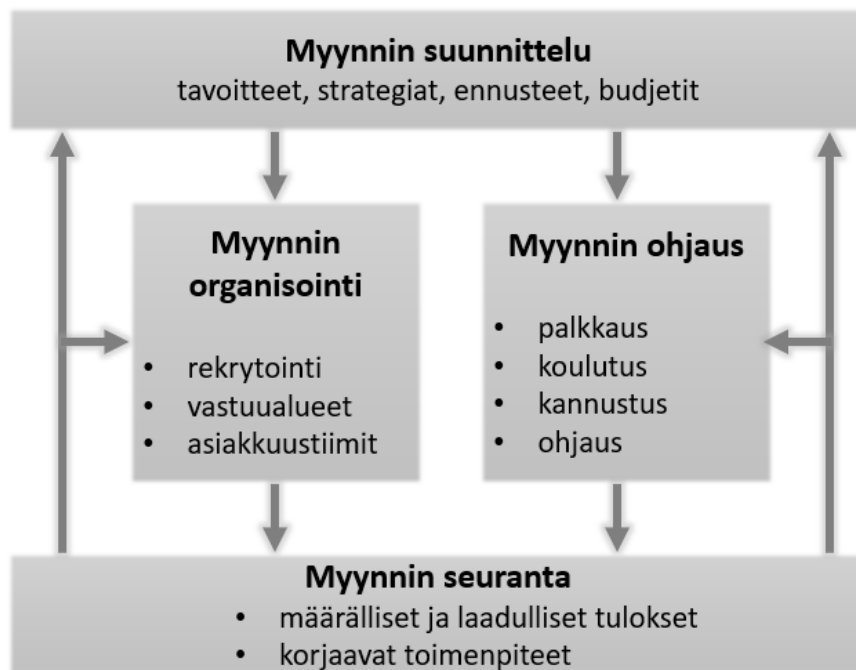 Myynnin suunnittelu
tavoitteet, strategiat, ennusteet, budjetit
Myynnin
organisointi
• rekrytointi
• vastuualueet
• asiakkuustiimit
Myynnin ohjaus
• palkkaus
• koulutus
• kannustus
• ohjaus
Myynnin seuranta
• määrälliset ja laadulliset tulokset
• korjaavat toimenpiteet